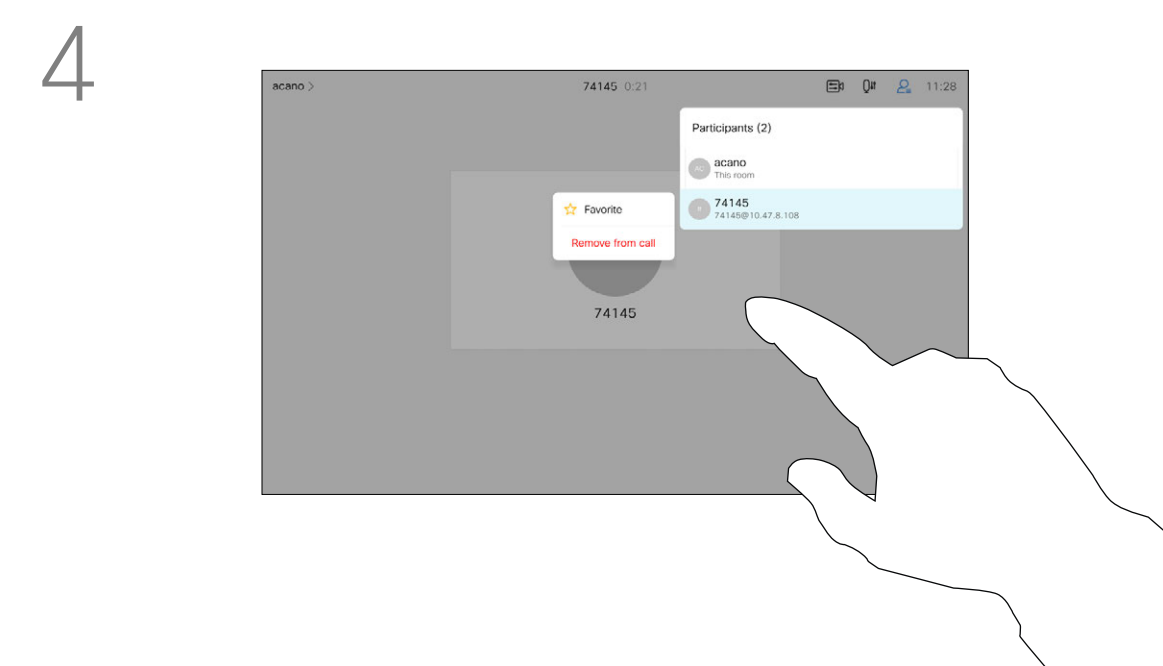 4
acano >
74145 0:21
11:28
Participants (2)
AC
acano
This room
74145
74145@10.47.8.108
Favorite
Remove from call
74145